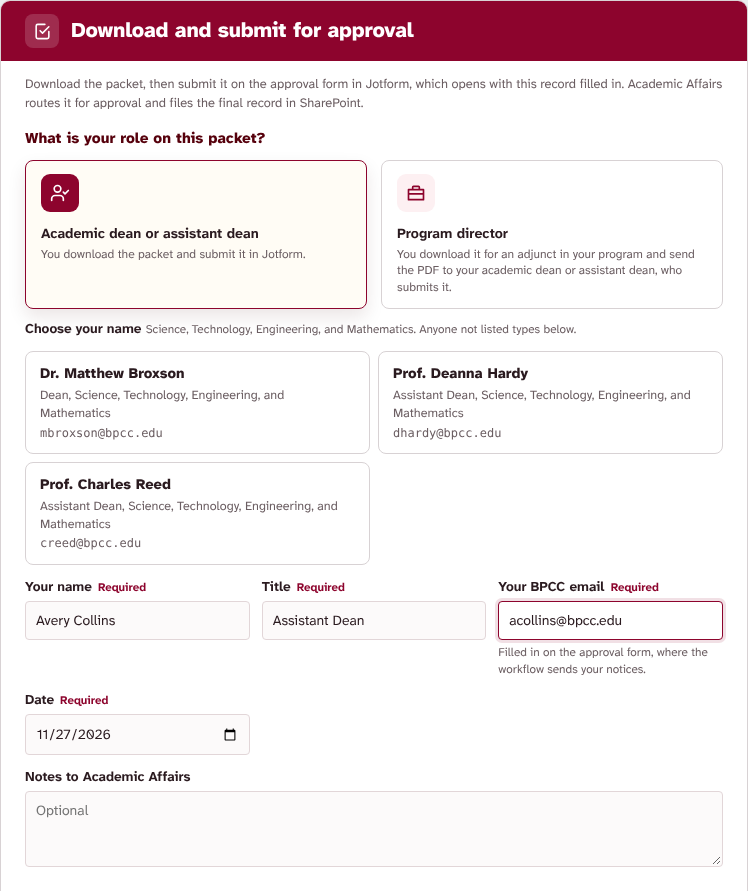 Download and submit for approval
Download the packet, then submit it on the approval form in Jotform, which opens with this record filled in. Academic Affairs
routes it for approval and files the final record in SharePoint.
What is your role on this packet?
Academic dean or assistant dean
You download the packet and submit it in Jotform.
Program director
You download it for an adjunct in your program and send
the PDF to your academic dean or assistant dean, who
submits it.
Choose your name Science, Technology, Engineering, and Mathematics. Anyone not listed types below.
Dr. Matthew Broxson
Dean, Science, Technology, Engineering, and
Mathematics
mbroxson@bpcc.edu
Prof. Deanna Hardy
Assistant Dean, Science, Technology, Engineering, and
Mathematics
dhardy@bpcc.edu
Prof. Charles Reed
Assistant Dean, Science, Technology, Engineering, and
Mathematics
creed@bpcc.edu
Your name Required
Avery Collins
Title Required
Assistant Dean
Your BPCC email Required
acollins@bpcc.edu
Filled in on the approval form, where the
workflow sends your notices.
Date Required
11/27/2026
Notes to Academic Affairs
Optional